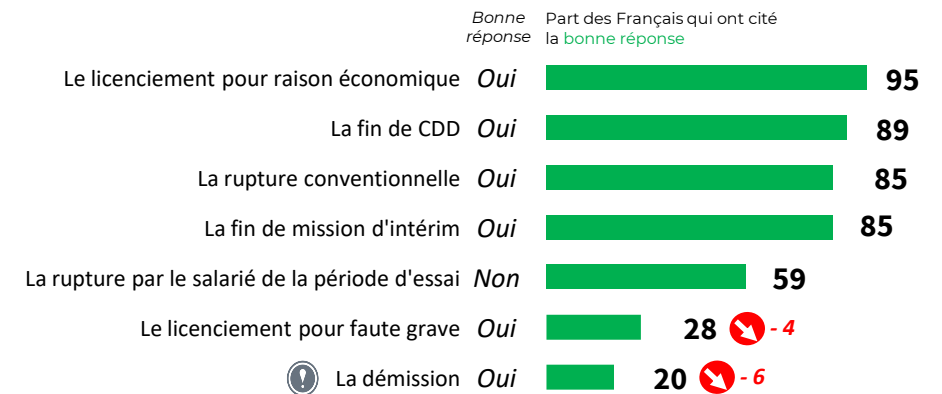 Bonne réponse
Part des Français qui ont cité la bonne réponse
Le licenciement pour raison économique Oui 95
La fin de CDD Oui 89
La rupture conventionnelle Oui 85
La fin de mission d'intérim Oui 85
La rupture par le salarié de la période d'essai Non 59
Le licenciement pour faute grave Oui 28 - 4
! La démission Oui 20 - 6